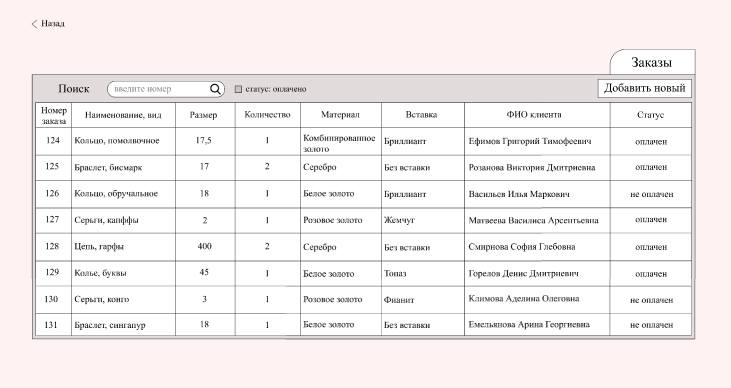 Назад
Заказы
Поиск введите номер статус: оплачено Добавить новый
Номер заказа Наименование, вид Размер Количество Материал Вставка ФИО клиента Статус
124 Кольцо, помолвочное 17,5 1 Комбинированное золото Бриллиант Ефимов Григорий Тимофеевич оплачен
125 Браслет, бисмарк 17 2 Серебро Без вставки Розанова Виктория Дмитриевна оплачен
126 Кольцо, обручальное 18 1 Белое золото Бриллиант Васильев Илья Маркович не оплачен
127 Серьги, каффы 2 1 Розовое золото Жемчуг Матвеева Василиса Арсентьевна оплачен
128 Цепь, гарфы 400 2 Серебро Без вставки Смирнова София Глебовна оплачен
129 Колье, буквы 45 1 Белое золото Топаз Горелов Денис Дмитриевич оплачен
130 Серьги, конго 3 1 Розовое золото Фианит Климова Аделина Олеговна не оплачен
131 Браслет, сингапур 18 1 Белое золото Без вставки Емельянова Арина Георгиевна не оплачен